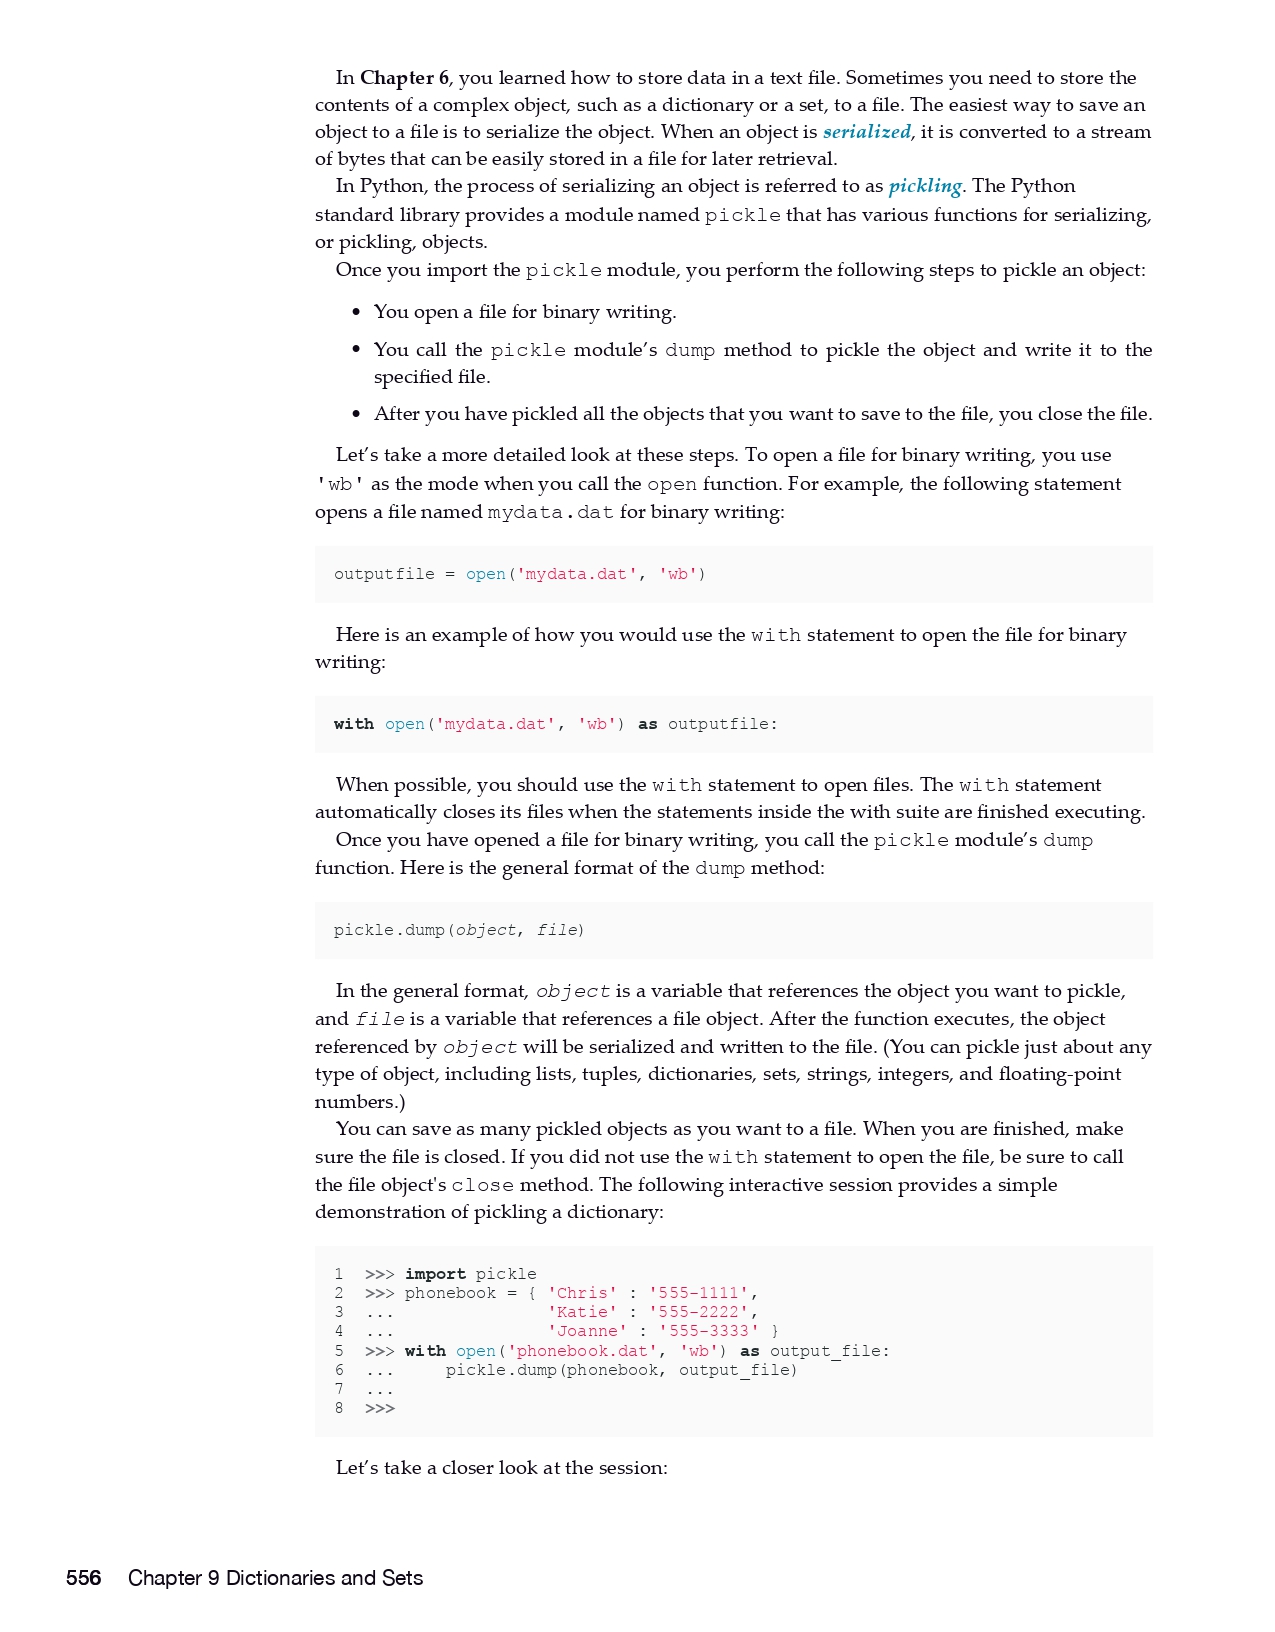 In Chapter 6, you learned how to store data in a text file. Sometimes you need to store the
contents of a complex object, such as a dictionary or a set, to a file. The easiest way to save an
object to a file is to serialize the object. When an object is serialized, it is converted to a stream
of bytes that can be easily stored in a file for later retrieval.
In Python, the process of serializing an object is referred to as pickling. The Python
standard library provides a module named pickle that has various functions for serializing,
or pickling, objects.
Once you import the pickle module, you perform the following steps to pickle an object:
• You open a file for binary writing.
• You call the pickle module’s dump method to pickle the object and write it to the
specified file.
• After you have pickled all the objects that you want to save to the file, you close the file.
Let’s take a more detailed look at these steps. To open a file for binary writing, you use
'wb' as the mode when you call the open function. For example, the following statement
opens a file named mydata.dat for binary writing:
outputfile = open('mydata.dat', 'wb')
Here is an example of how you would use the with statement to open the file for binary
writing:
with open('mydata.dat', 'wb') as outputfile:
When possible, you should use the with statement to open files. The with statement
automatically closes its files when the statements inside the with suite are finished executing.
Once you have opened a file for binary writing, you call the pickle module’s dump
function. Here is the general format of the dump method:
pickle.dump(object, file)
In the general format, object is a variable that references the object you want to pickle,
and file is a variable that references a file object. After the function executes, the object
referenced by object will be serialized and written to the file. (You can pickle just about any
type of object, including lists, tuples, dictionaries, sets, strings, integers, and floating-point
numbers.)
You can save as many pickled objects as you want to a file. When you are finished, make
sure the file is closed. If you did not use the with statement to open the file, be sure to call
the file object's close method. The following interactive session provides a simple
demonstration of pickling a dictionary:
1 >>> import pickle
2 >>> phonebook = { 'Chris' : '555-1111',
3 ... 'Katie' : '555-2222',
4 ... 'Joanne' : '555-3333' }
5 >>> with open('phonebook.dat', 'wb') as output_file:
6 ... pickle.dump(phonebook, output_file)
7 ...
8 >>>
Let’s take a closer look at the session:
556 Chapter 9 Dictionaries and Sets